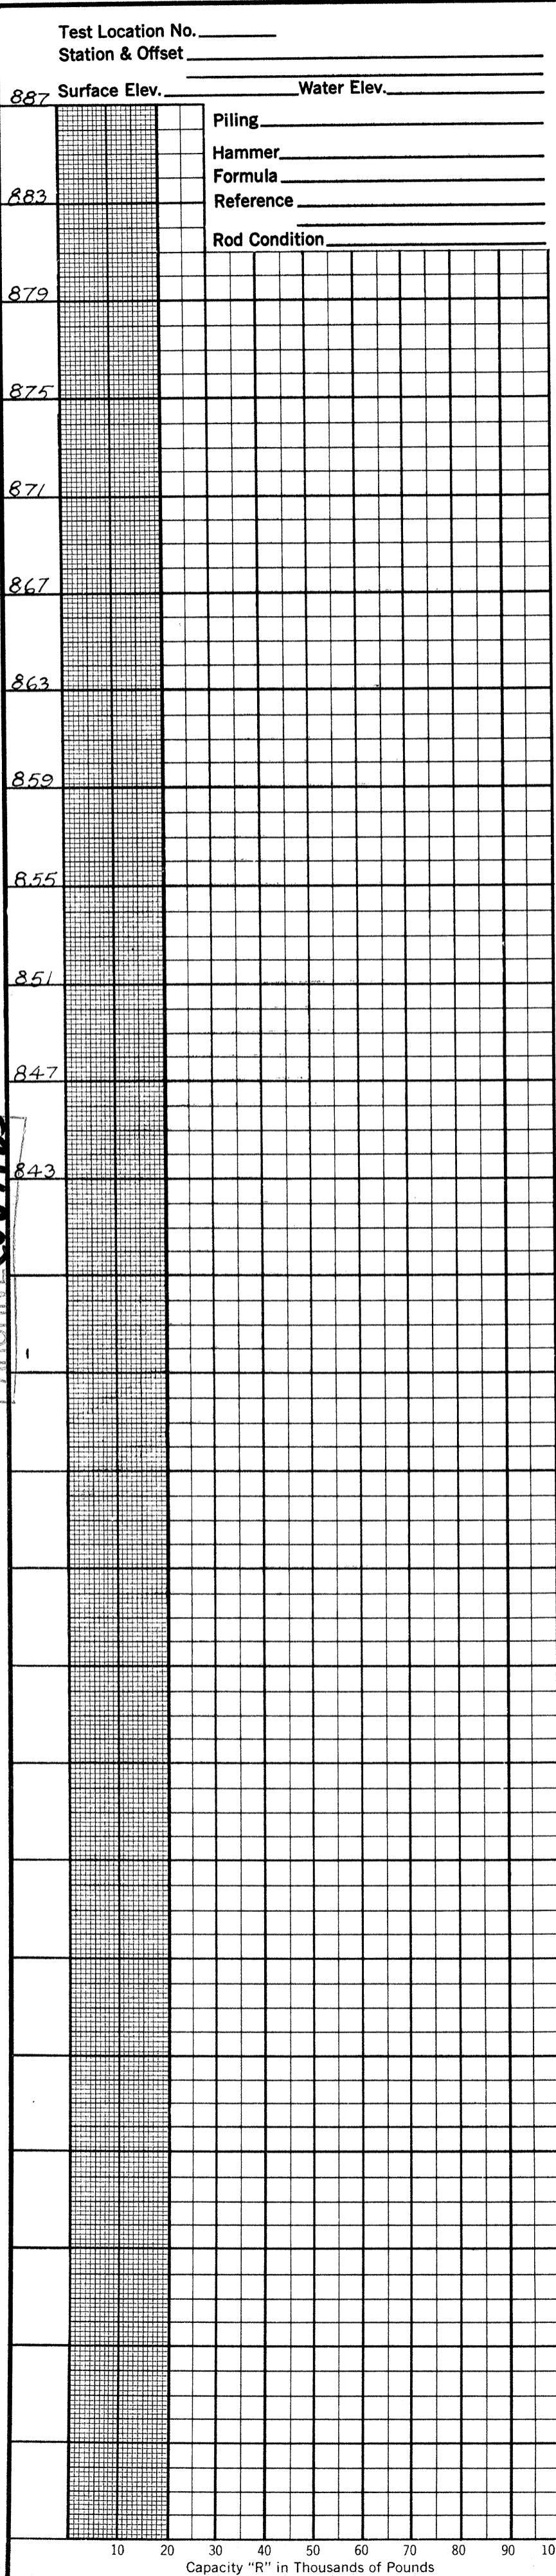 Test Location No.
Station & Offset
Surface Elev. Water Elev.
887
Piling
Hammer
Formula
883
Reference
Rod Condition
879
875
871
867
863
859
855
851
847
843
10 20 30 40 50 60 70 80 90 10
Capacity "R" in Thousands of Pounds